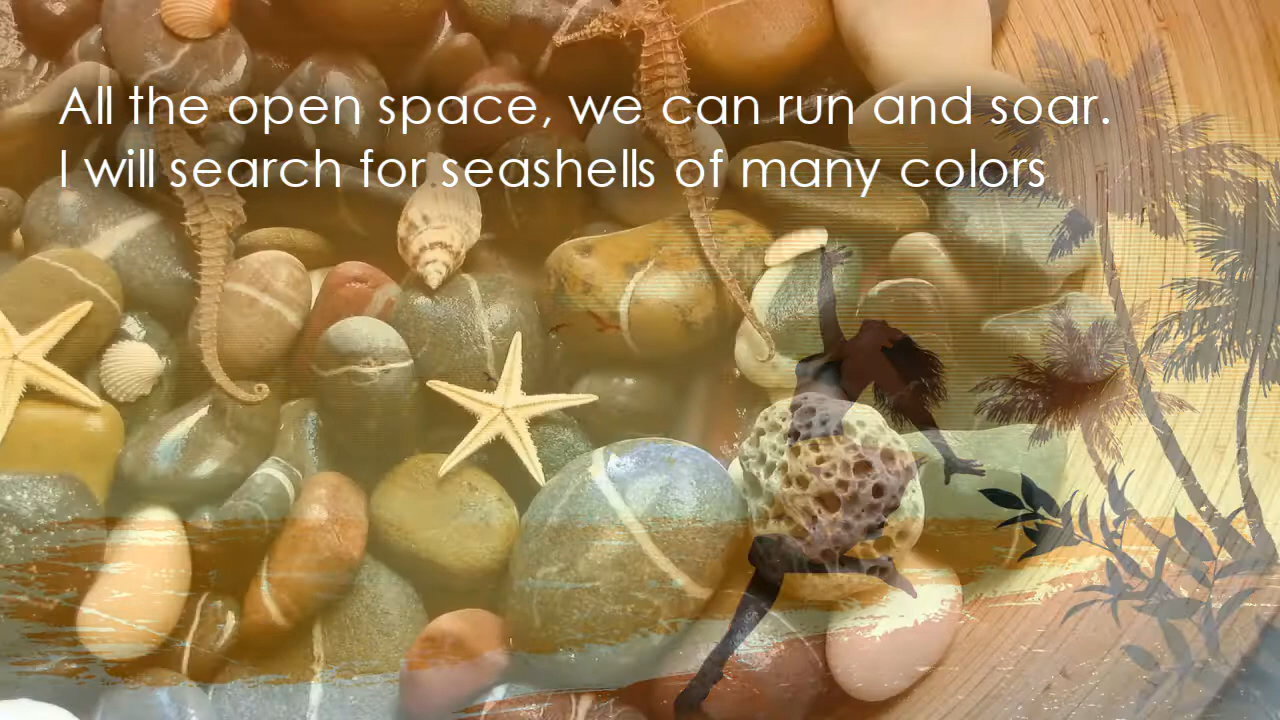 All the open space, we can run and soar.
I will search for seashells of many colors